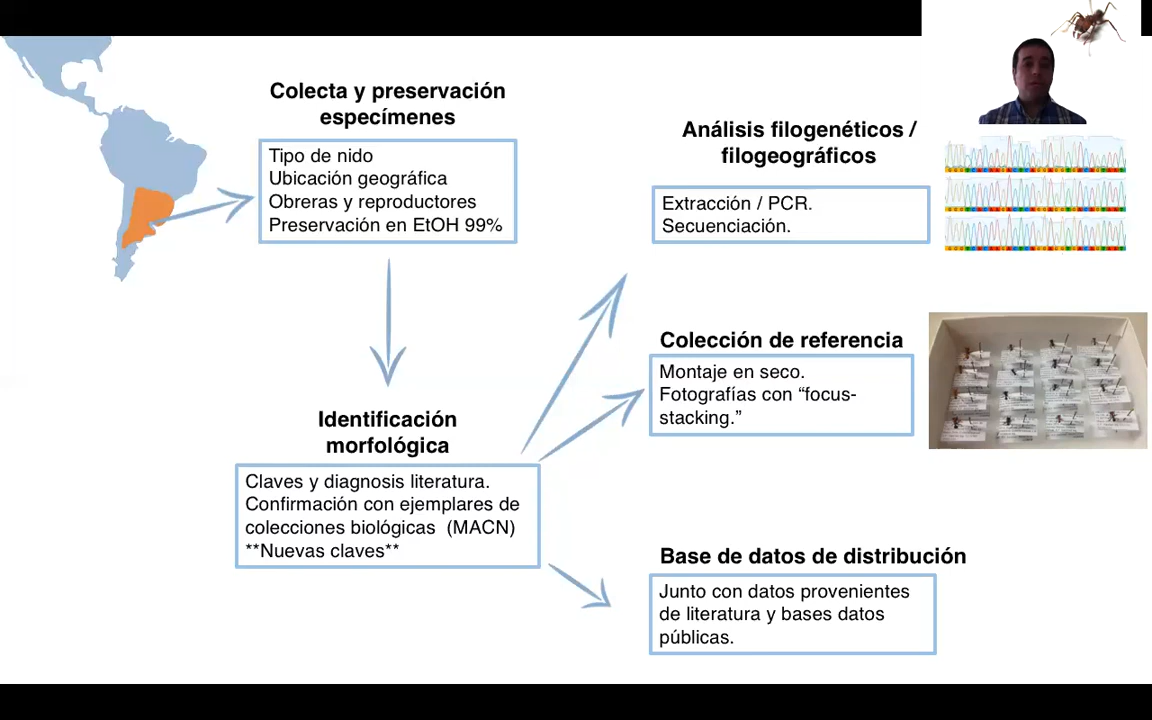 Colecta y preservación
especímenes
Tipo de nido
Ubicación geográfica
Obreras y reproductores
Preservación en EtOH 99%
Identificación
morfológica
Claves y diagnosis literatura.
Confirmación con ejemplares de
colecciones biológicas (MACN)
**Nuevas claves**
Análisis filogenéticos /
filogeográficos
Extracción / PCR.
Secuenciación.
Colección de referencia
Montaje en seco.
Fotografías con “focus-
stacking.”
Base de datos de distribución
Junto con datos provenientes
de literatura y bases datos
públicas.